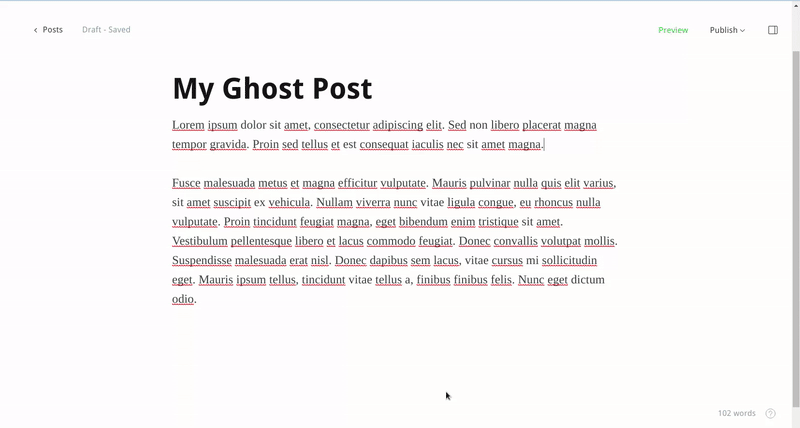 Posts
Draft - Saved
Preview
Publish
My Ghost Post
Lorem ipsum dolor sit amet, consectetur adipiscing elit. Sed non libero placerat magna
tempor gravida. Proin sed tellus et est consequat iaculis nec sit amet magna.
Fusce malesuada metus et magna efficitur vulputate. Mauris pulvinar nulla quis elit varius,
sit amet suscipit ex vehicula. Nullam viverra nunc vitae ligula congue, eu rhoncus nulla
vulputate. Proin tincidunt feugiat magna, eget bibendum enim tristique sit amet.
Vestibulum pellentesque libero et lacus commodo feugiat. Donec convallis volutpat mollis.
Suspendisse malesuada erat nisl. Donec dapibus sem lacus, vitae cursus mi sollicitudin
eget. Mauris ipsum tellus, tincidunt vitae tellus a, finibus finibus felis. Nunc eget dictum
odio.
102 words
?